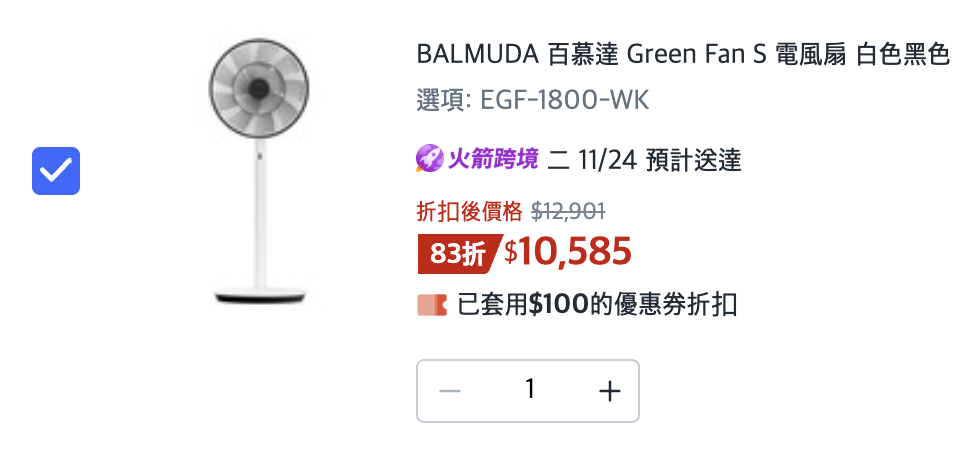 BALMUDA 百慕達 Green Fan S 電風扇 白色黑色
選項: EGF-1800-WK
火箭跨境 二 11/24 預計送達
折扣後價格 $12,901
83折 $10,585
已套用$100的優惠券折扣
1